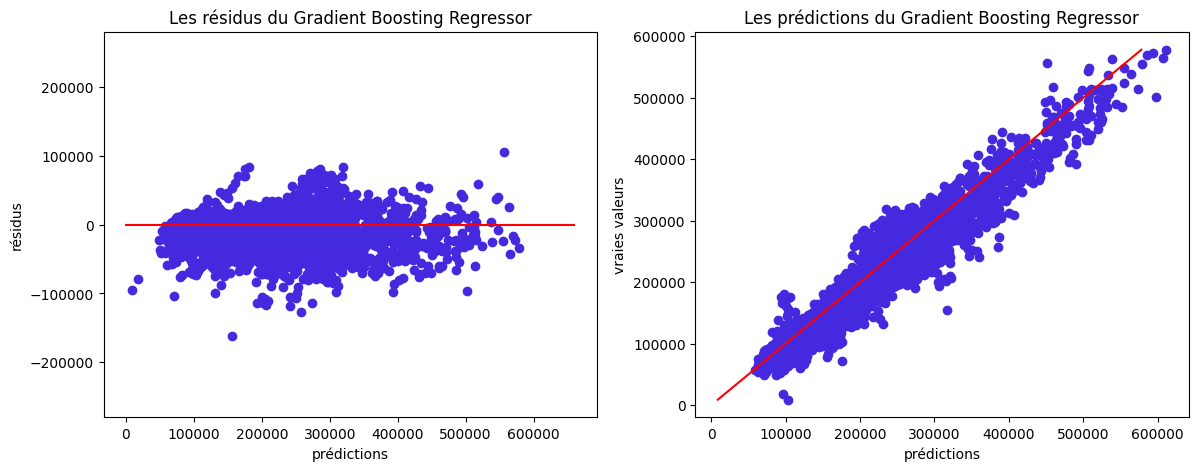 Les résidus du Gradient Boosting Regressor
200000
100000
0
−100000
−200000
résidus
0 100000 200000 300000 400000 500000 600000
prédictions
Les prédictions du Gradient Boosting Regressor
600000
500000
400000
300000
200000
100000
0
vraies valeurs
0 100000 200000 300000 400000 500000 600000
prédictions